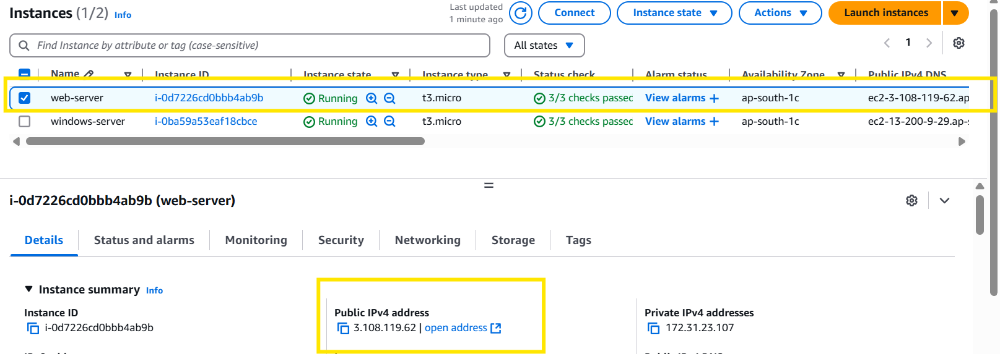 Instances (1/2) Info
Last updated
1 minute ago
Connect
Instance state
Actions
Launch instances
Find Instance by attribute or tag (case-sensitive)
All states
1
Name Instance ID Instance state Instance type Status check Alarm status Availability Zone Public IPv4 DNS
web-server i-0d7226cd0bbb4ab9b Running t3.micro 3/3 checks passed View alarms + ap-south-1c ec2-3-108-119-62.ap
windows-server i-0ba59a53eaf18cbce Running t3.micro 3/3 checks passed View alarms + ap-south-1c ec2-13-200-9-29.ap-s
i-0d7226cd0bbb4ab9b (web-server)
Details Status and alarms Monitoring Security Networking Storage Tags
Instance summary Info
Instance ID
i-0d7226cd0bbb4ab9b
Public IPv4 address
3.108.119.62 | open address
Private IPv4 addresses
172.31.23.107